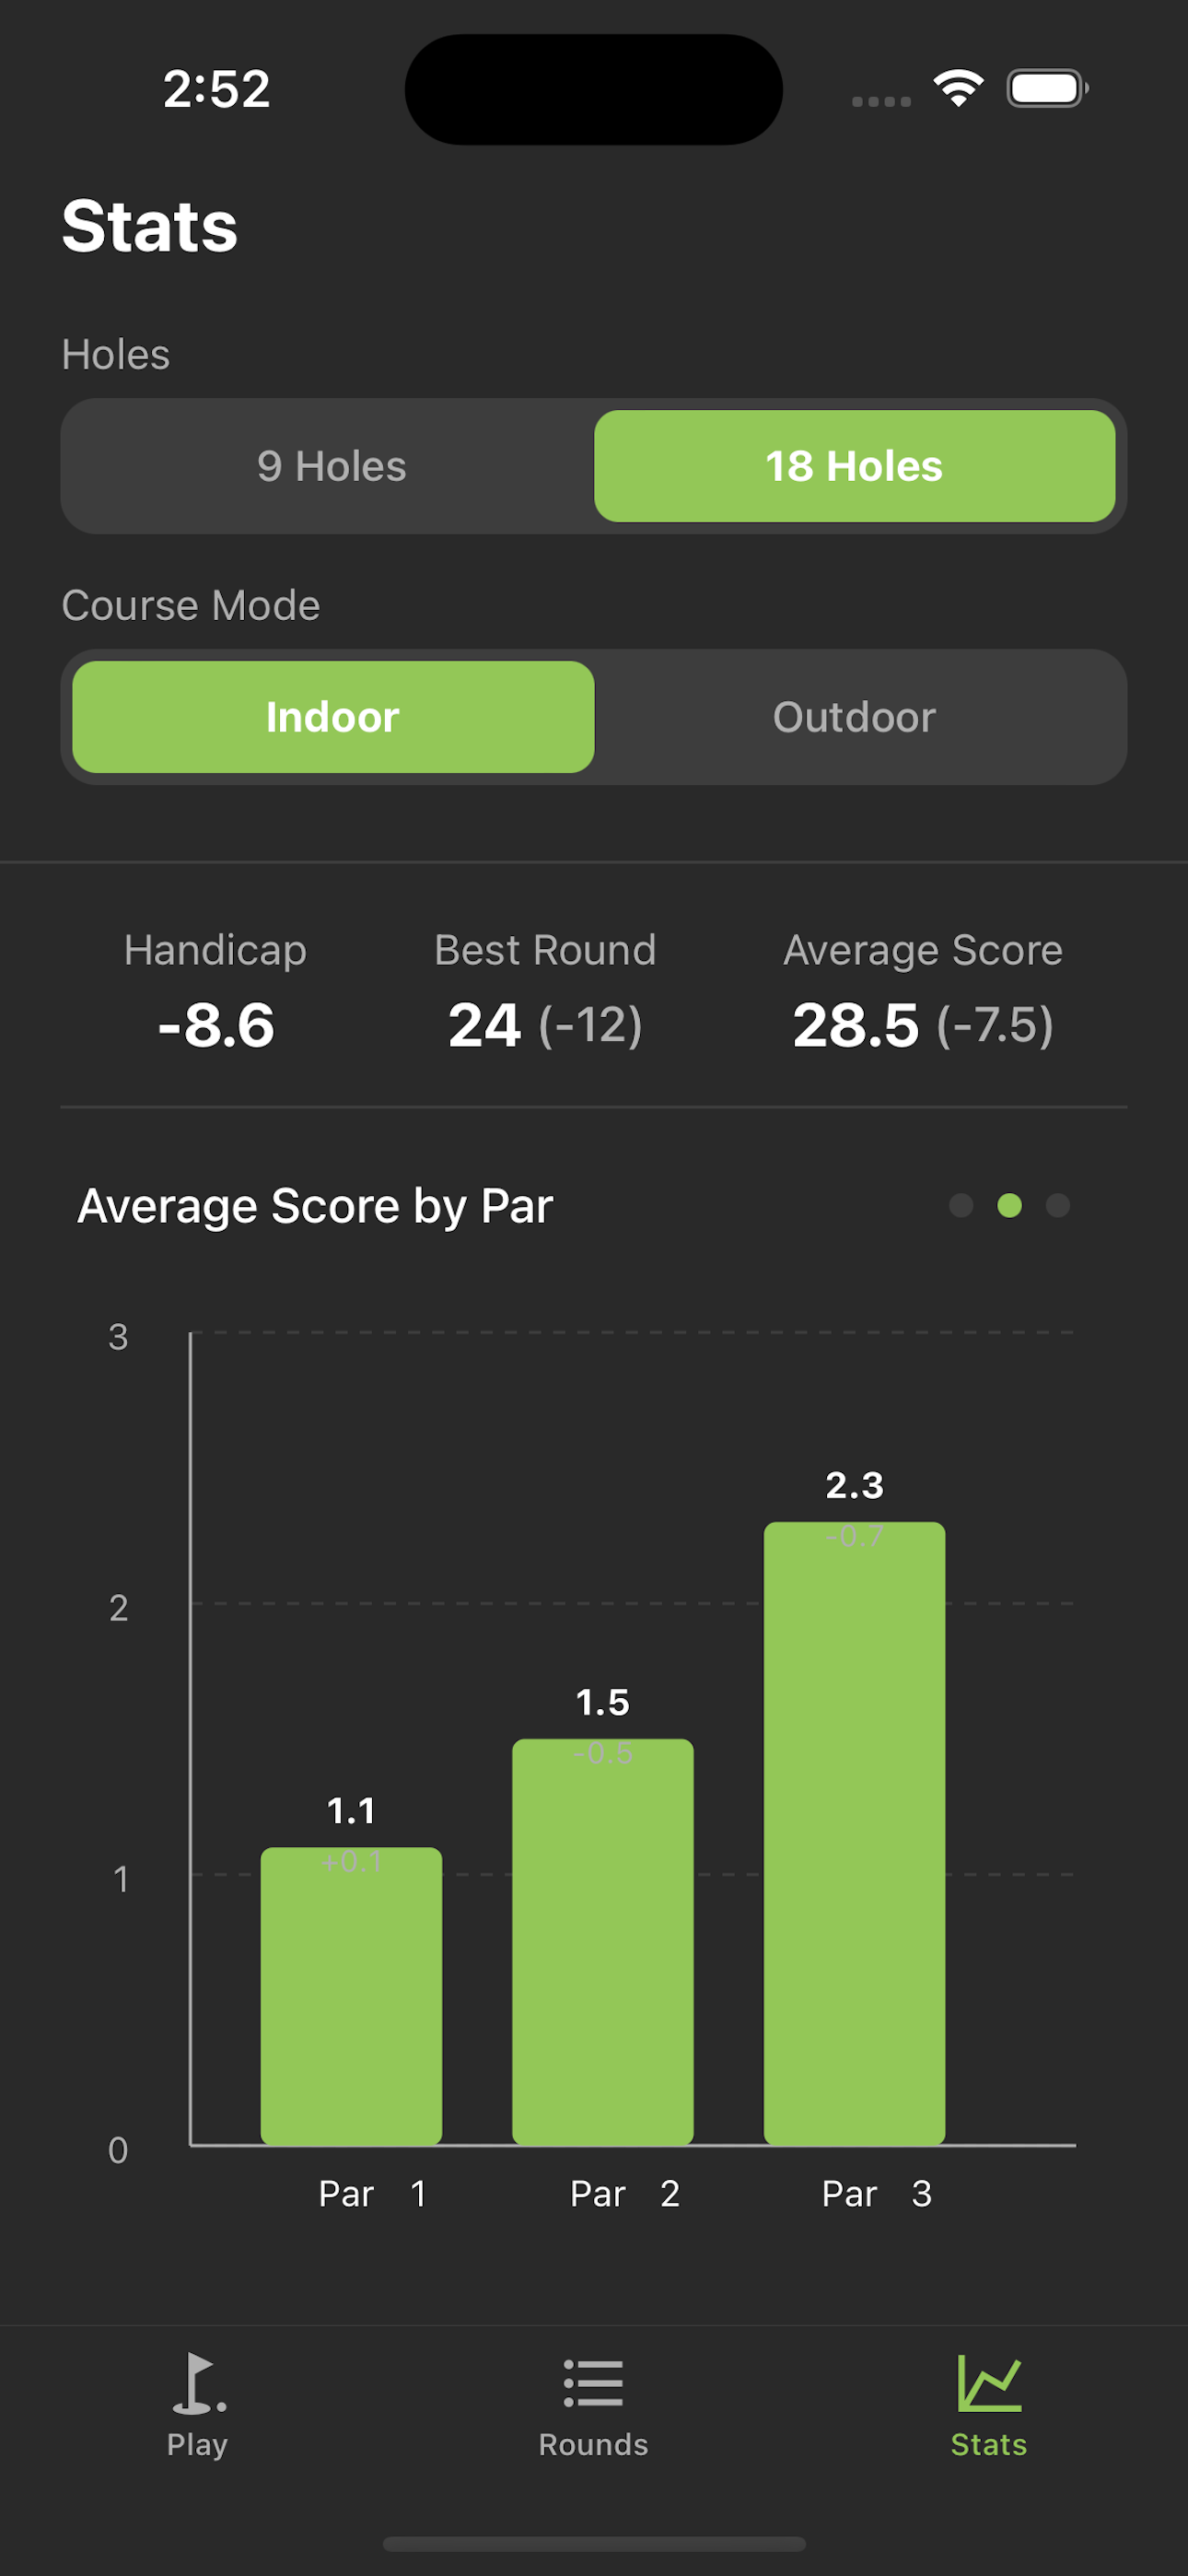 2:52
Stats
Holes
9 Holes 18 Holes
Course Mode
Indoor Outdoor
Handicap Best Round Average Score
-8.6 24 (-12) 28.5 (-7.5)
Average Score by Par
3
2.3
-0.7
2
1.5
-0.5
1.1
+0.1
1
0
Par 1 Par 2 Par 3
Play Rounds Stats